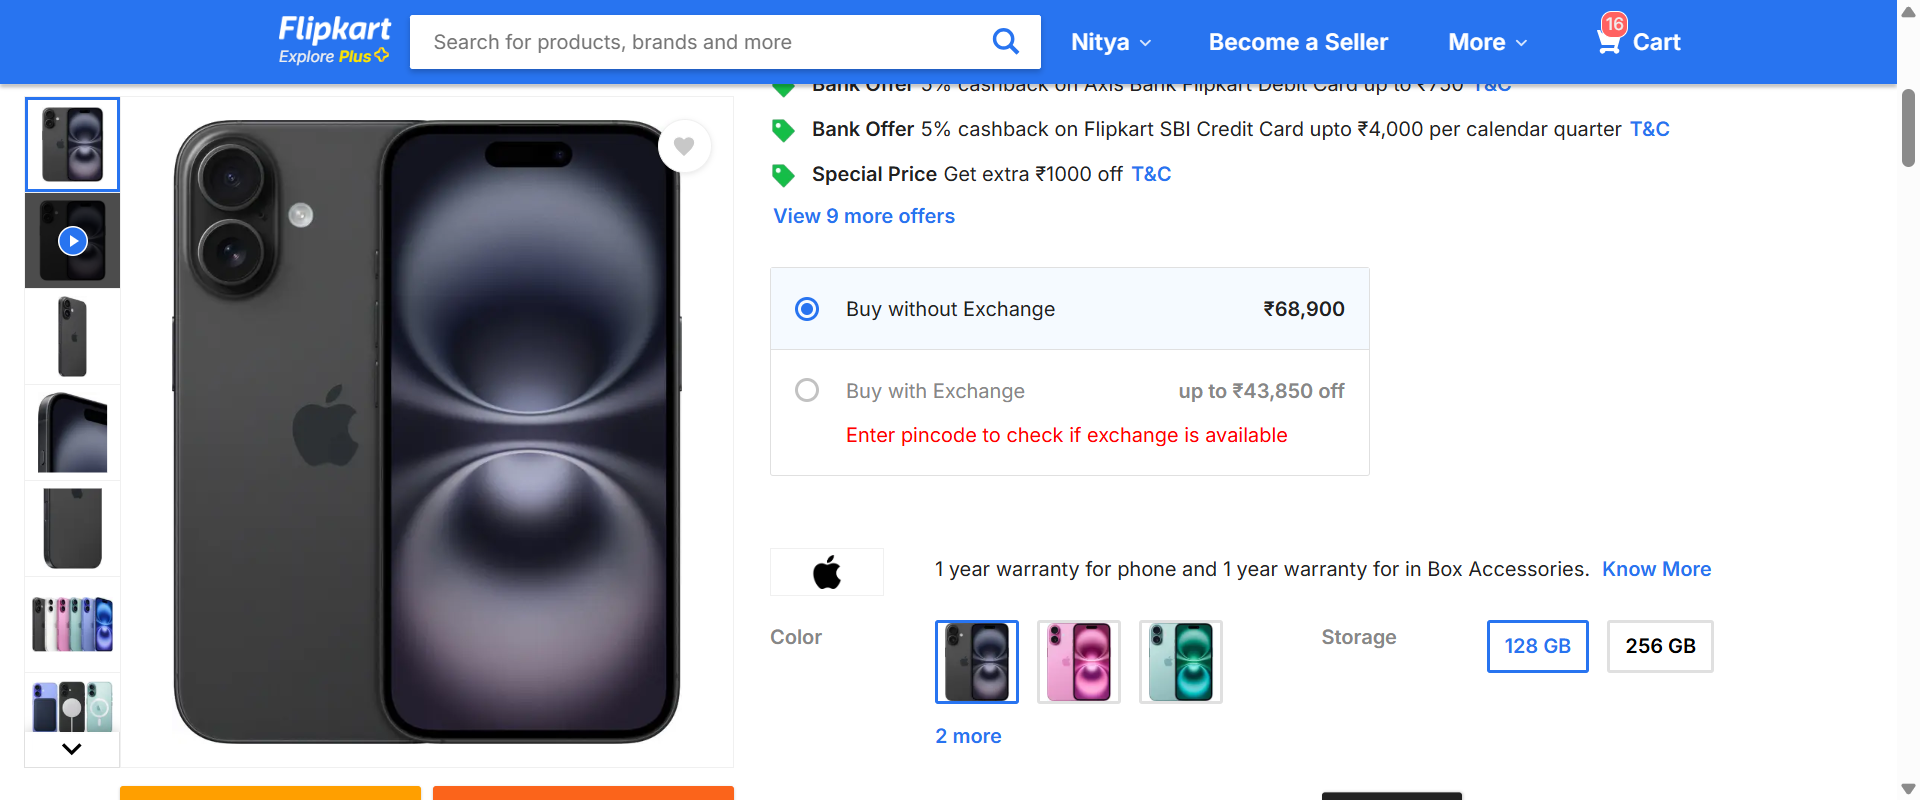 Flipkart
Explore Plus
Search for products, brands and more
Nitya
Become a Seller
More
16
Cart
Bank Offer 5% cashback on Axis Bank Flipkart Debit Card up to ₹750 T&C
Bank Offer 5% cashback on Flipkart SBI Credit Card upto ₹4,000 per calendar quarter T&C
Special Price Get extra ₹1000 off T&C
View 9 more offers
Buy without Exchange ₹68,900
Buy with Exchange up to ₹43,850 off
Enter pincode to check if exchange is available
1 year warranty for phone and 1 year warranty for in Box Accessories. Know More
Color
2 more
Storage
128 GB
256 GB